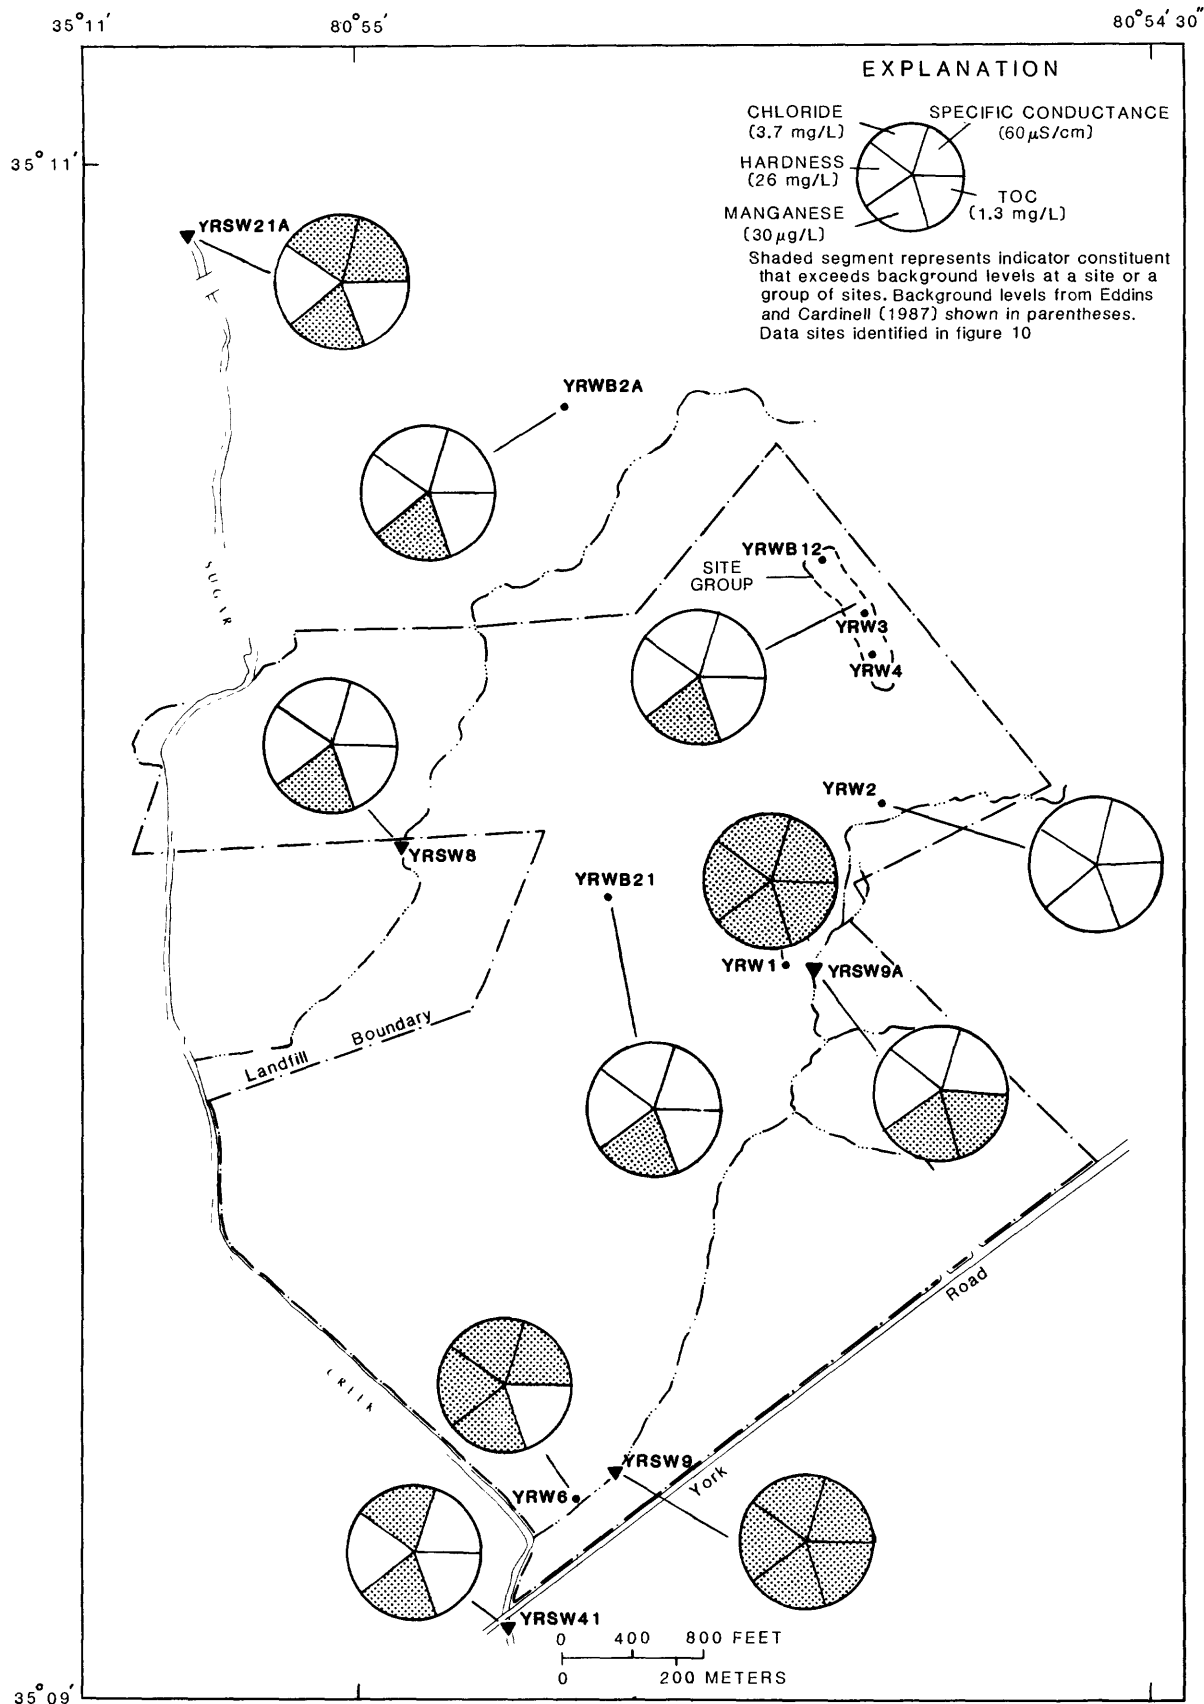 35°11'
80°55'
80°54'30"
EXPLANATION
CHLORIDE
(3.7 mg/L)
SPECIFIC CONDUCTANCE
(60 µS/cm)
HARDNESS
(26 mg/L)
TOC
(1.3 mg/L)
MANGANESE
(30 µg/L)
Shaded segment represents indicator constituent
that exceeds background levels at a site or a
group of sites. Background levels from Eddins
and Cardinell (1987) shown in parentheses.
Data sites identified in figure 10
35°11'
YRSW21A
YRWB2A
SUGAR
YRWB12
SITE
GROUP
YRW3
YRW4
YRW2
YRSW8
YRWB21
YRW1
YRSW9A
Landfill Boundary
Road
CREEK
YRSW9
York
YRW6
YRSW41
0 400 800 FEET
0 200 METERS
35°09'